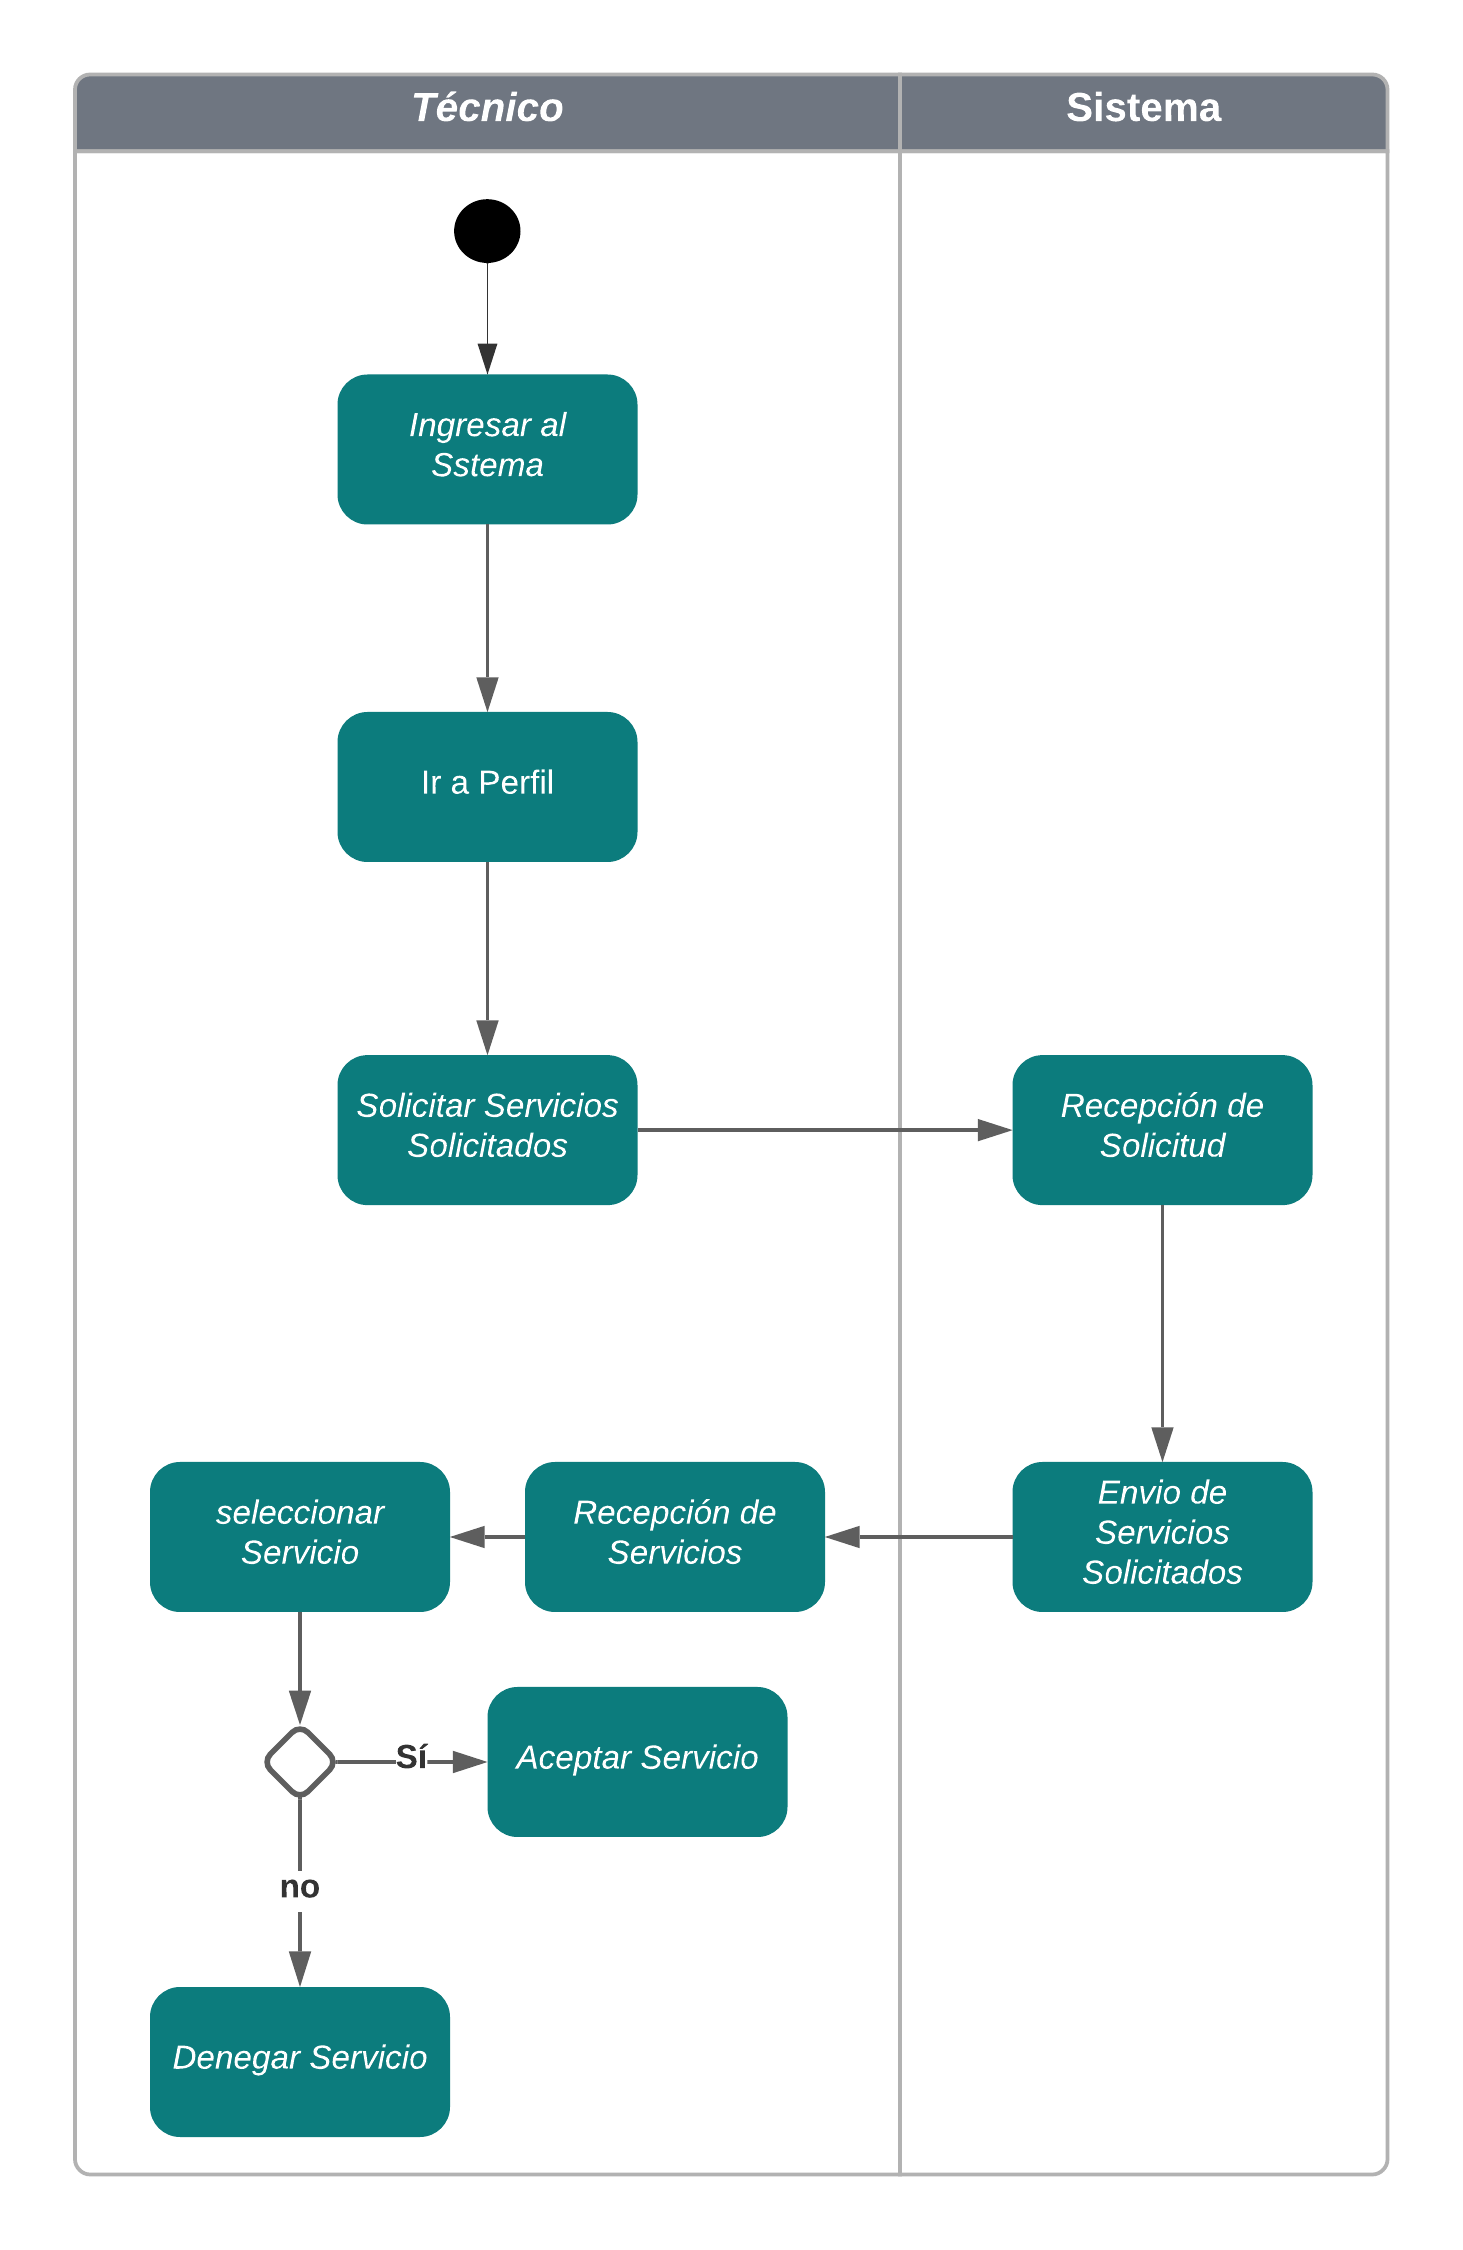 Técnico
Sistema
Ingresar al
Sstema
Ir a Perfil
Solicitar Servicios
Solicitados
Recepción de
Solicitud
seleccionar
Servicio
Recepción de
Servicios
Envio de
Servicios
Solicitados
Sí
Aceptar Servicio
no
Denegar Servicio